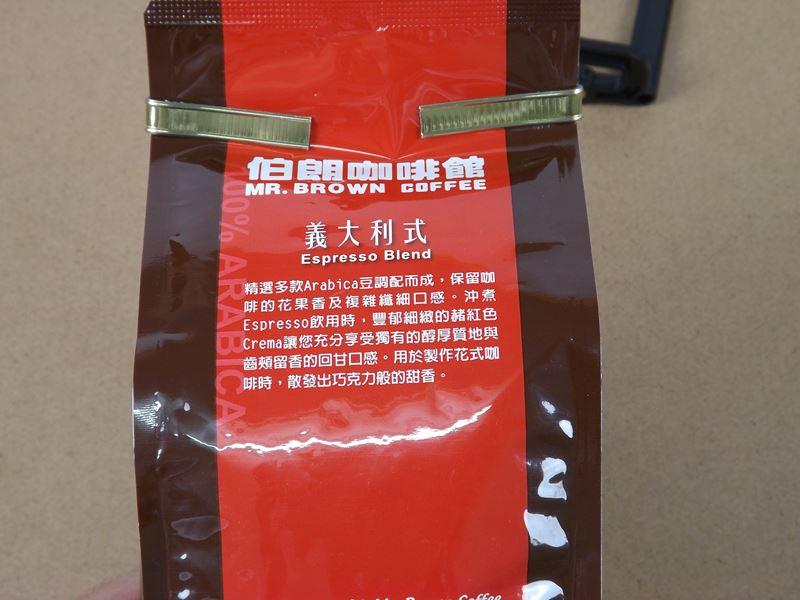 伯朗咖啡館
MR. BROWN COFFEE
義大利式
Espresso Blend
精選多款Arabica豆調配而成，保留咖
啡的花果香及複雜纖細口感。沖煮
Espresso飲用時，豐郁細緻的赭紅色
Crema讓您充分享受獨有的醇厚質地與
齒頰留香的回甘口感。用於製作花式咖
啡時，散發出巧克力般的甜香。
100% ARABICA
Brown Coffee